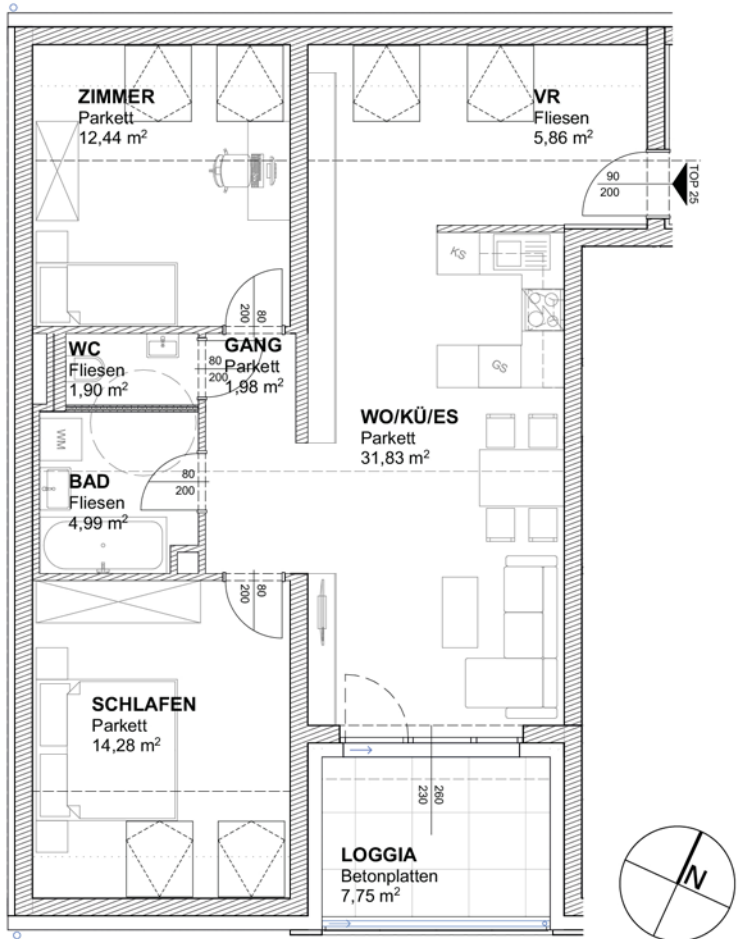 ZIMMER
Parkett
12,44 m²
VR
Fliesen
5,86 m²
90
200
TOP 25
KS
GS
80
200
WC
Fliesen
1,90 m²
80
200
GANG
Parkett
1,98 m²
WO/KÜ/ES
Parkett
31,83 m²
WM
BAD
Fliesen
4,99 m²
80
200
80
200
SCHLAFEN
Parkett
14,28 m²
260
230
LOGGIA
Betonplatten
7,75 m²
N